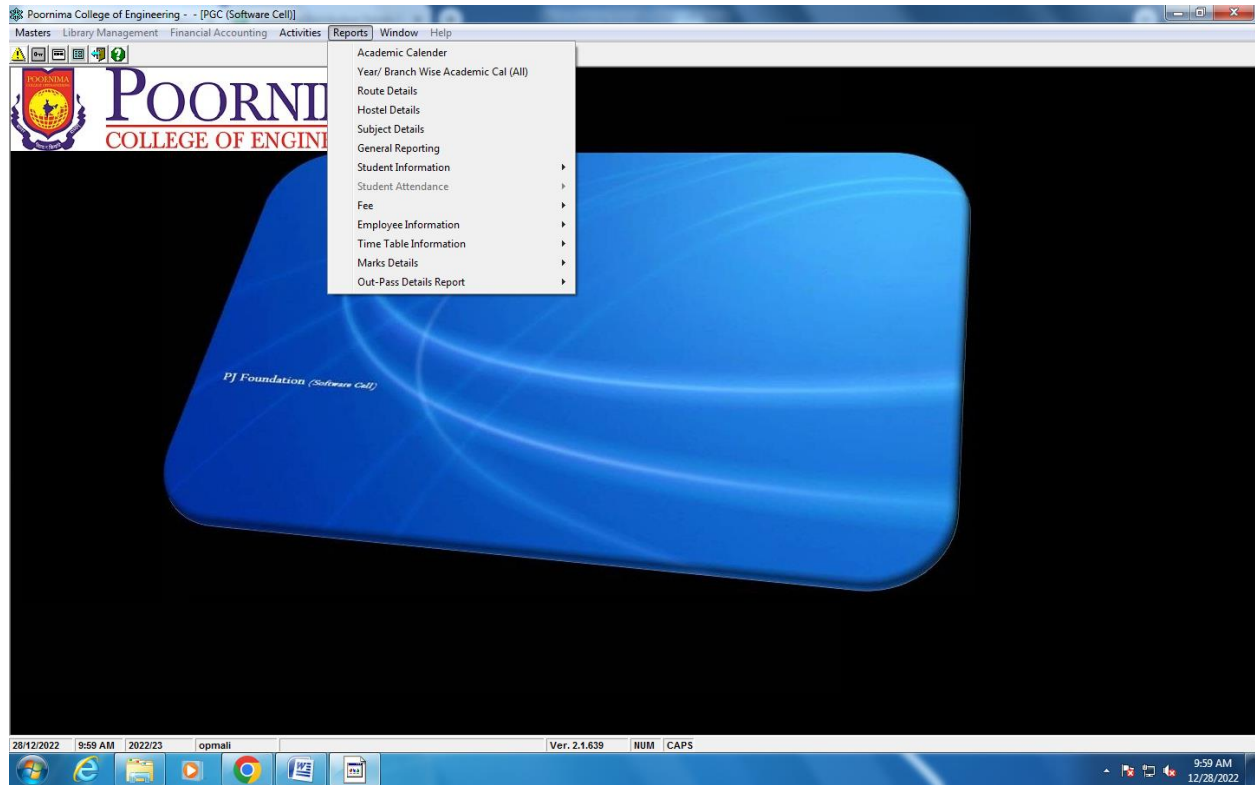 Poornima College of Engineering - - [PGC (Software Cell)]
Masters Library Management Financial Accounting Activities Reports Window Help
Academic Calender
Year/ Branch Wise Academic Cal (All)
Route Details
Hostel Details
Subject Details
General Reporting
Student Information
Student Attendance
Fee
Employee Information
Time Table Information
Marks Details
Out-Pass Details Report
POORNIMA
POORNI
COLLEGE OF ENGIN
PJ Foundation (Software Cell)
28/12/2022 9:59 AM 2022/23 opmali Ver. 2.1.639 NUM CAPS
9:59 AM
12/28/2022